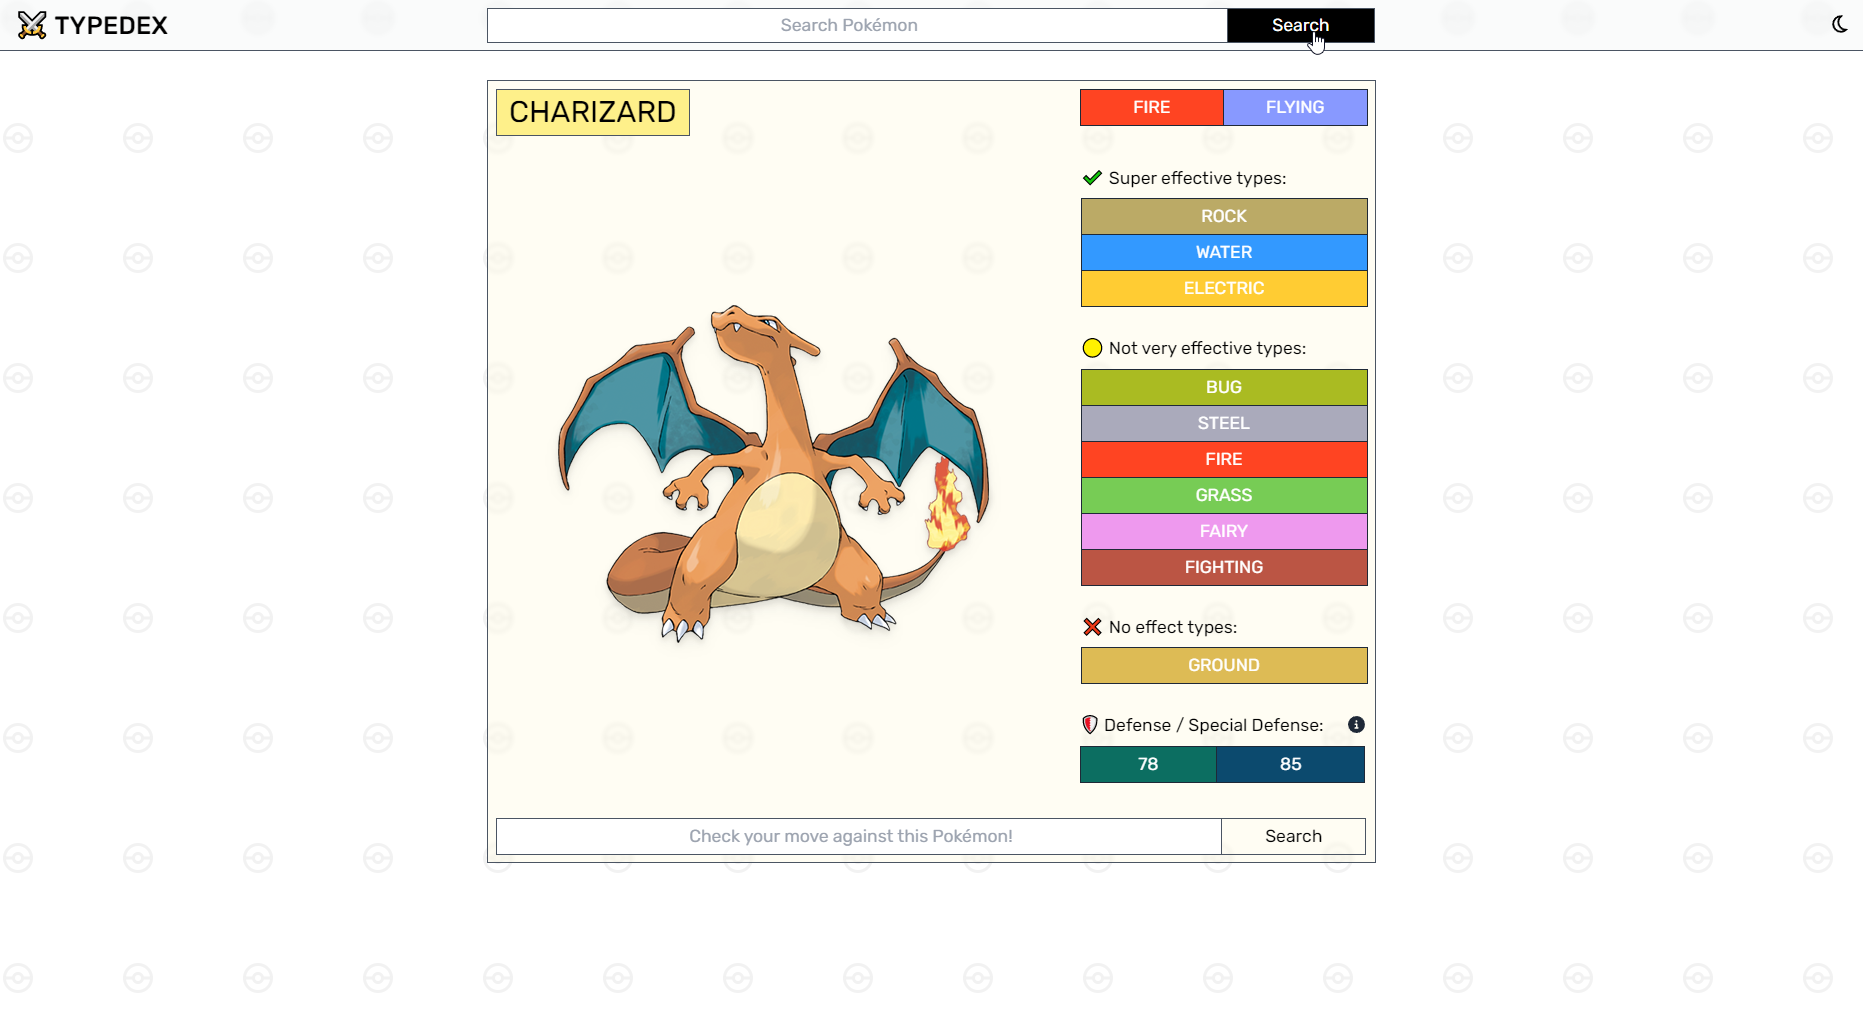 TYPEDEX
Search Pokémon
Search
CHARIZARD
FIRE
FLYING
Super effective types:
ROCK
WATER
ELECTRIC
Not very effective types:
BUG
STEEL
FIRE
GRASS
FAIRY
FIGHTING
No effect types:
GROUND
Defense / Special Defense:
78
85
Check your move against this Pokémon!
Search